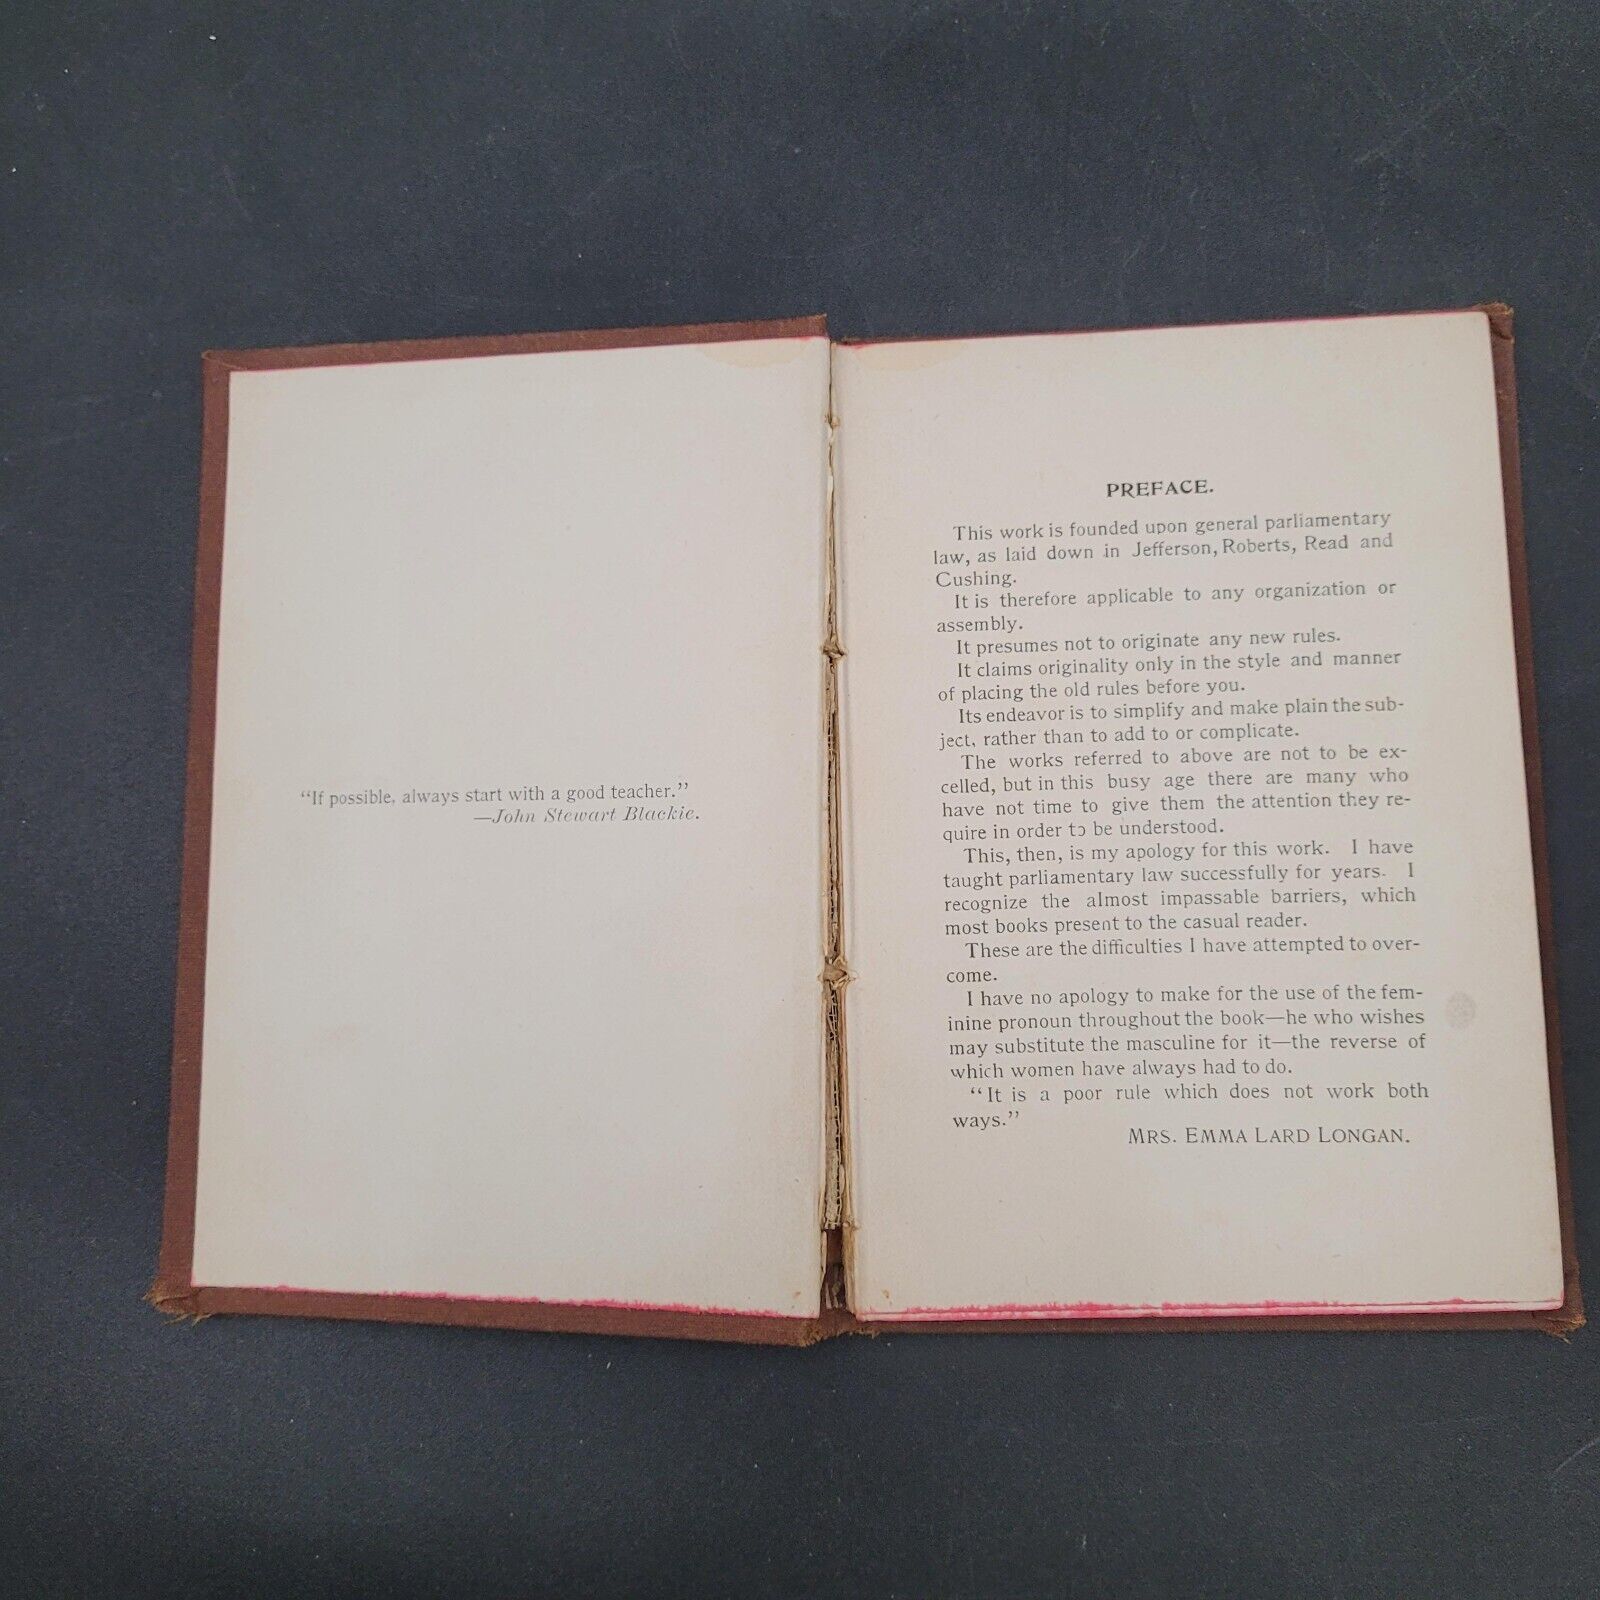 “If possible, always start with a good teacher.”
—John Stewart Blackie.
PREFACE.
This work is founded upon general parliamentary
law, as laid down in Jefferson, Roberts, Read and
Cushing.
It is therefore applicable to any organization or
assembly.
It presumes not to originate any new rules.
It claims originality only in the style and manner
of placing the old rules before you.
Its endeavor is to simplify and make plain the sub-
ject, rather than to add to or complicate.
The works referred to above are not to be ex-
celled, but in this busy age there are many who
have not time to give them the attention they re-
quire in order to be understood.
This, then, is my apology for this work. I have
taught parliamentary law successfully for years. I
recognize the almost impassable barriers, which
most books present to the casual reader.
These are the difficulties I have attempted to over-
come.
I have no apology to make for the use of the fem-
inine pronoun throughout the book—he who wishes
may substitute the masculine for it—the reverse of
which women have always had to do.
“It is a poor rule which does not work both
ways.”
MRS. EMMA LARD LONGAN.